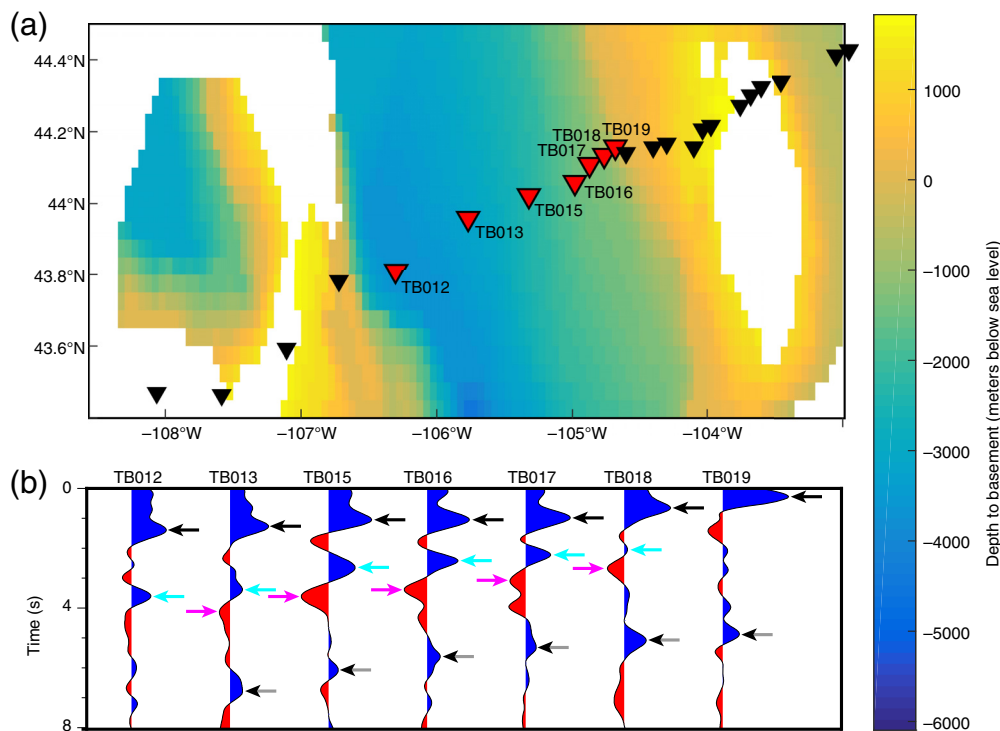 (a)
44.4°N
44.2°N
44°N
43.8°N
43.6°N
TB018
TB019
TB017
TB016
TB015
TB013
TB012
−108°W
−107°W
−106°W
−105°W
−104°W
1000
0
−1000
−2000
−3000
−4000
−5000
−6000
Depth to basement (meters below sea level)
(b)
TB012 TB013 TB015 TB016 TB017 TB018 TB019
0
4
8
Time (s)